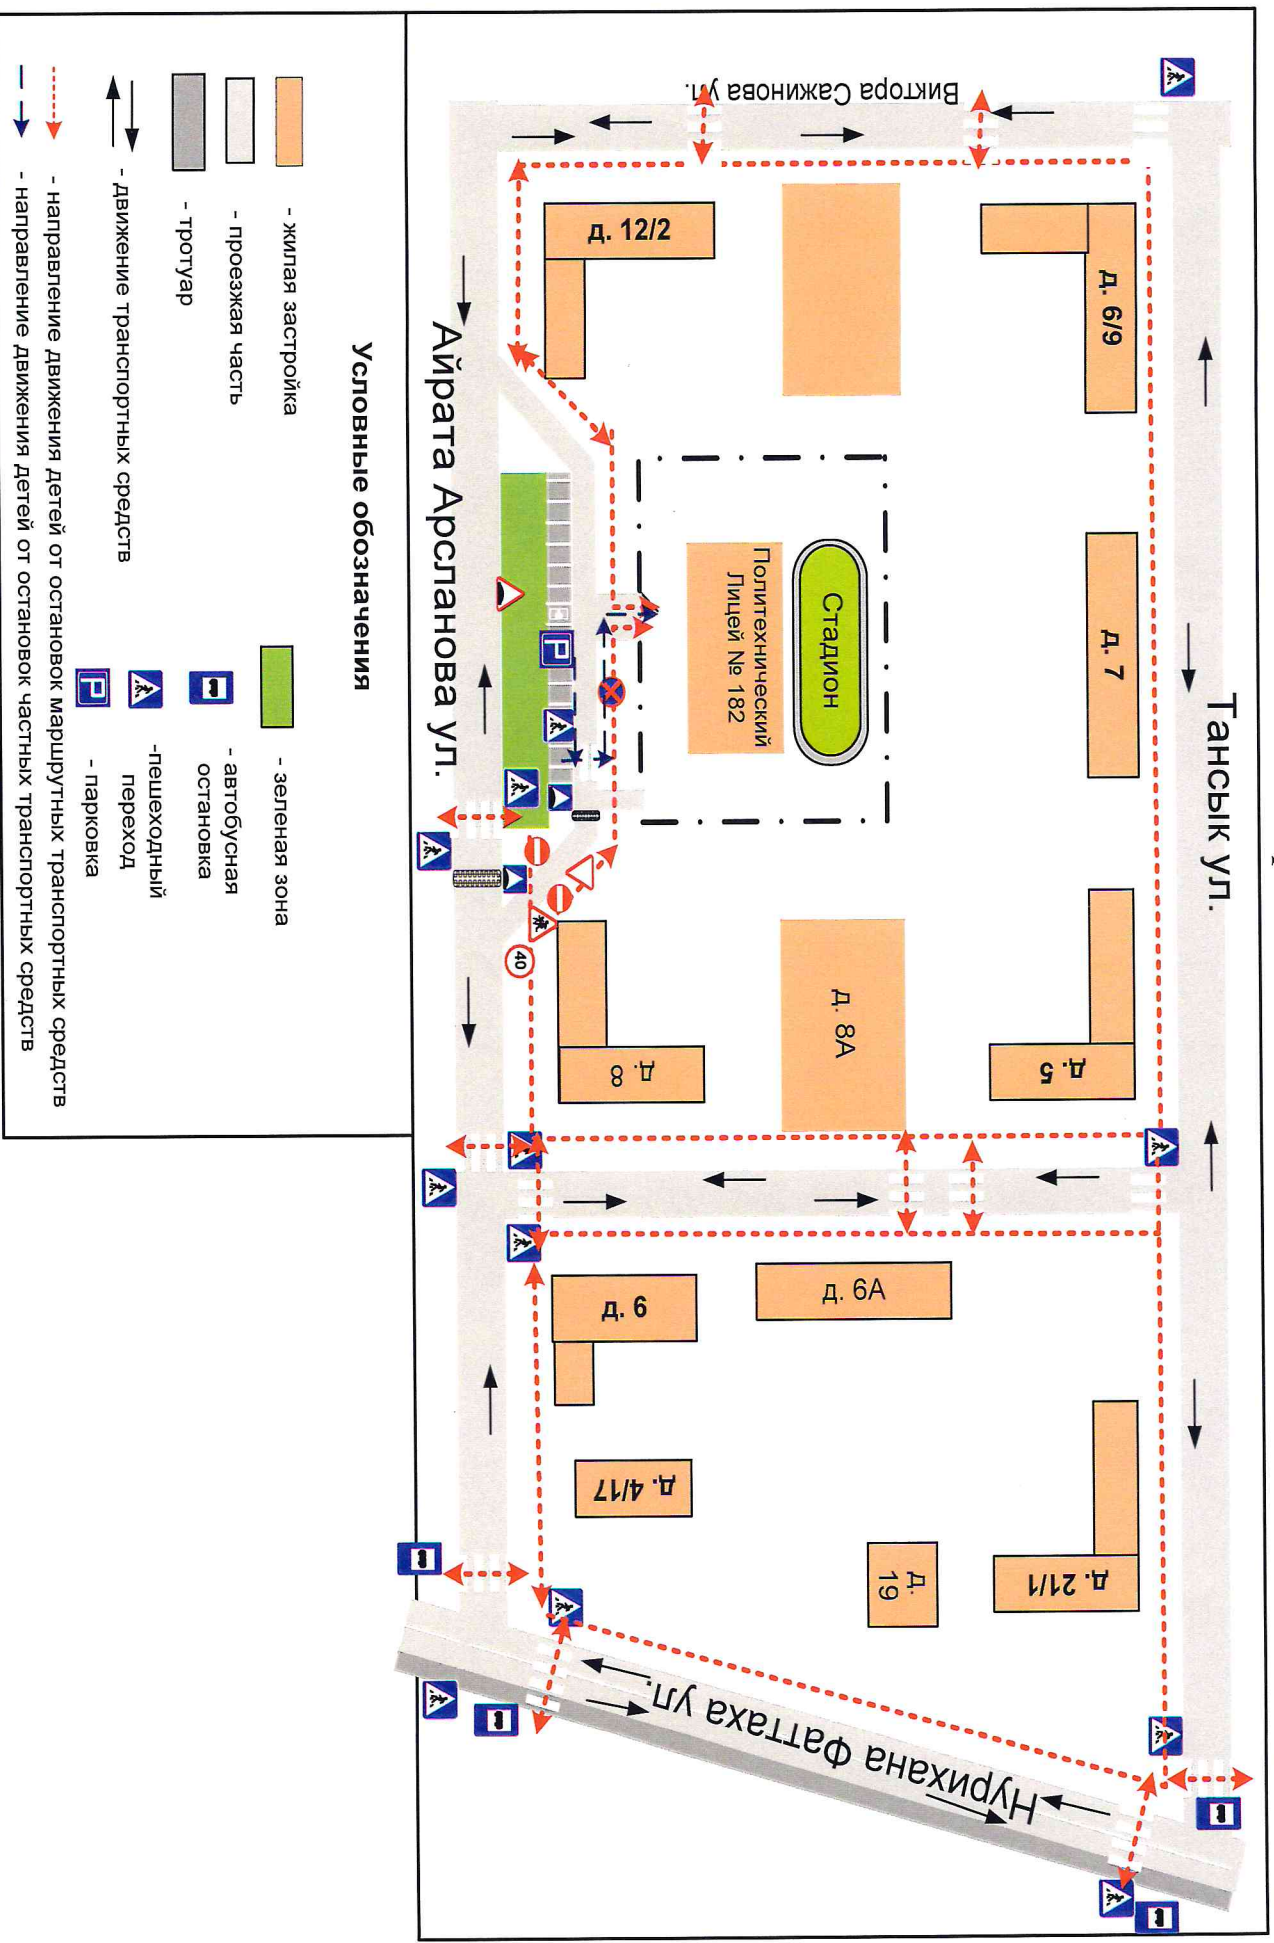 Тансык ул.
д. 6/9
д. 7
д. 5
д. 21/1
Виктора Сажинова ул.
Стадион
Политехнический
Лицей № 182
д. 8А
д. 6А
д.
19
д. 12/2
д. 8
д. 9
д. 4/17
P
40
Нурихана Фаттаха ул.
Айрата Арсланова ул.
Условные обозначения
- жилая застройка
- проезжая часть
- тротуар
- движение транспортных средств
- зеленая зона
- автобусная
остановка
-пешеходный
переход
P
- парковка
- направление движения детей от остановок маршрутных транспортных средств
- направление движения детей от остановок частных транспортных средств